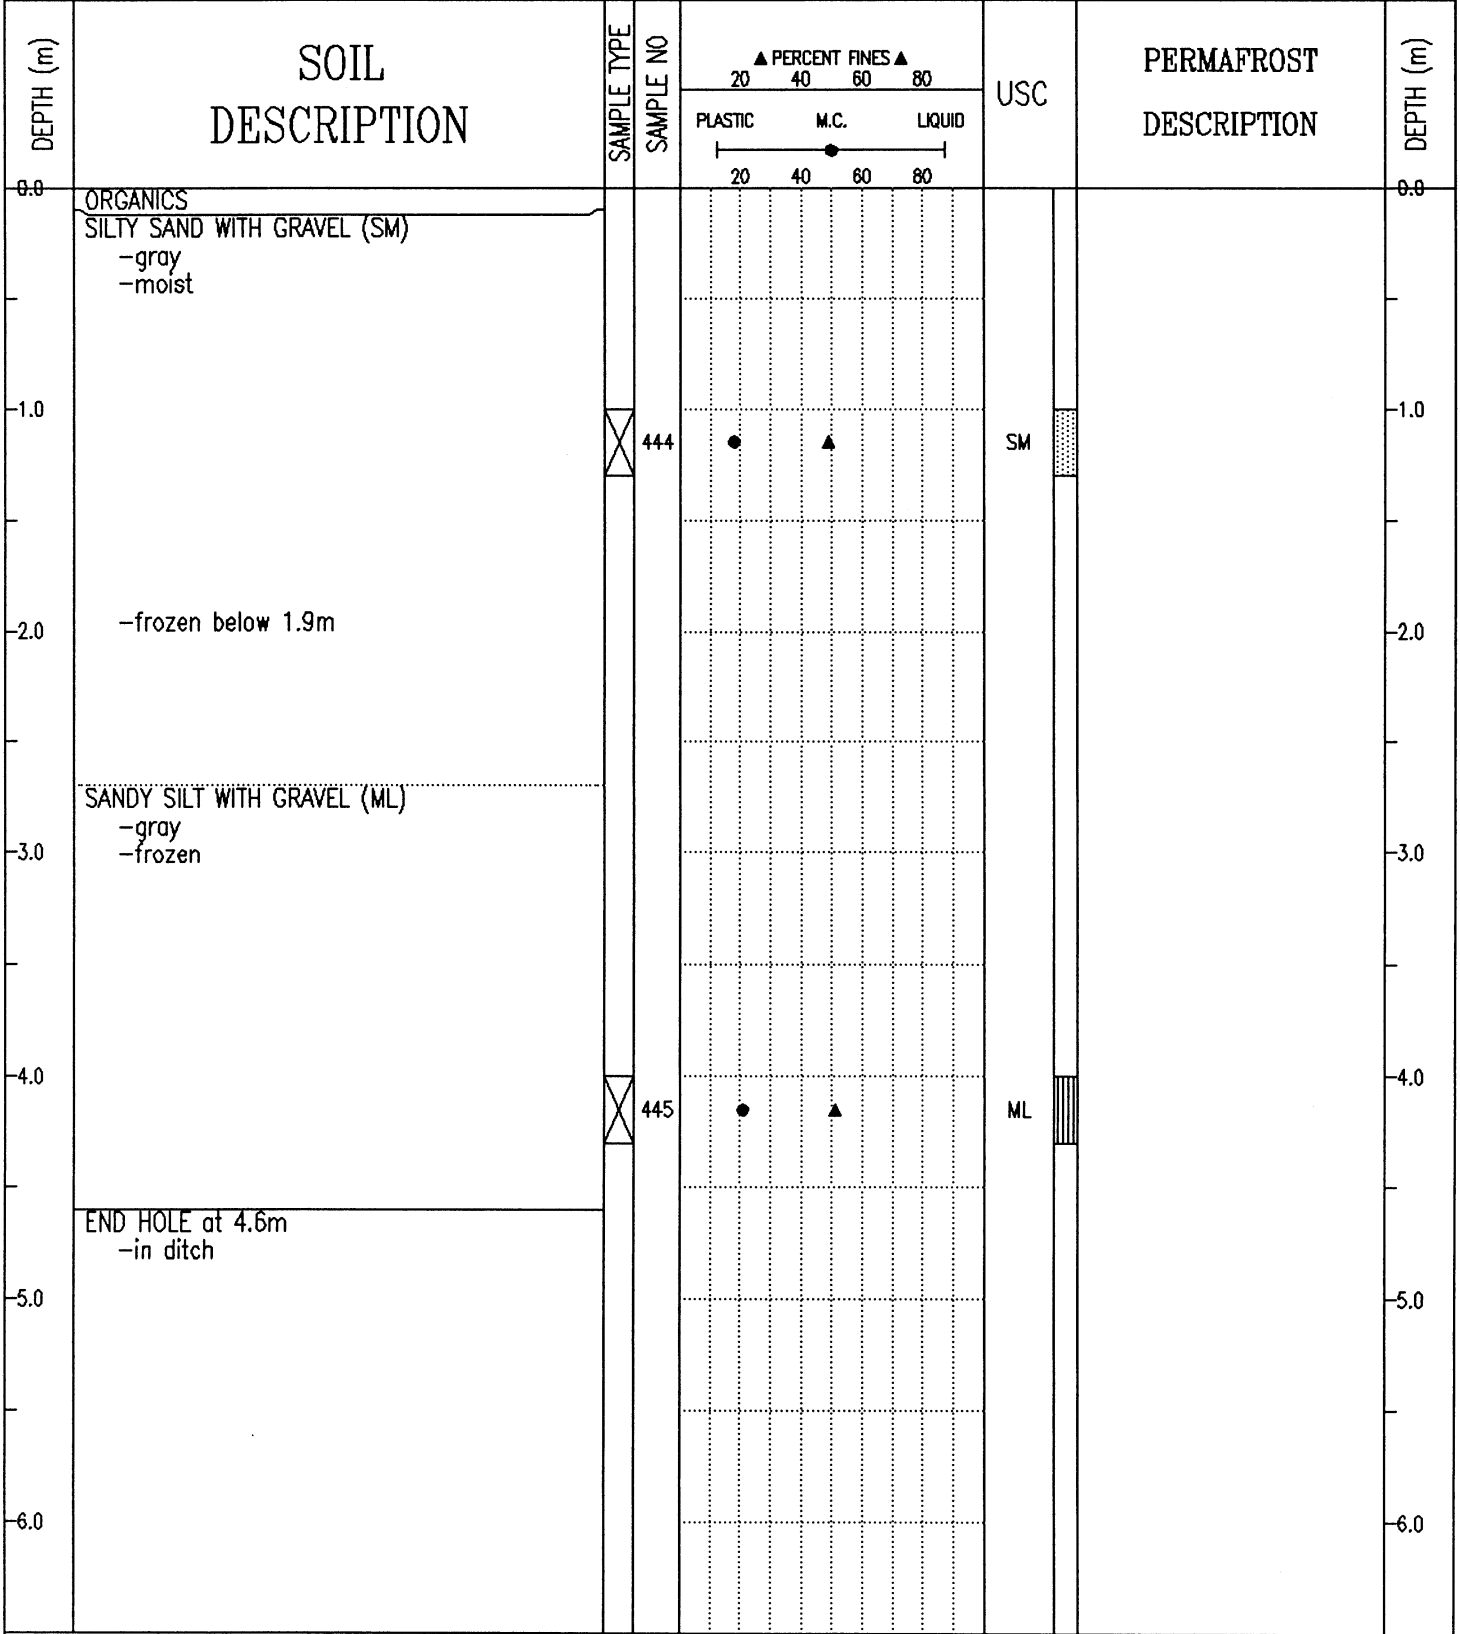 DEPTH (m)
SOIL
DESCRIPTION
SAMPLE TYPE
SAMPLE NO
▲ PERCENT FINES ▲
20 40 60 80
PLASTIC M.C. LIQUID
20 40 60 80
USC
PERMAFROST
DESCRIPTION
DEPTH (m)
0.0 0.0
ORGANICS
SILTY SAND WITH GRAVEL (SM)
-gray
-moist
1.0 1.0
444 SM
-frozen below 1.9m
2.0 2.0
SANDY SILT WITH GRAVEL (ML)
-gray
-frozen
3.0 3.0
4.0 4.0
445 ML
END HOLE at 4.6m
-in ditch
5.0 5.0
6.0 6.0